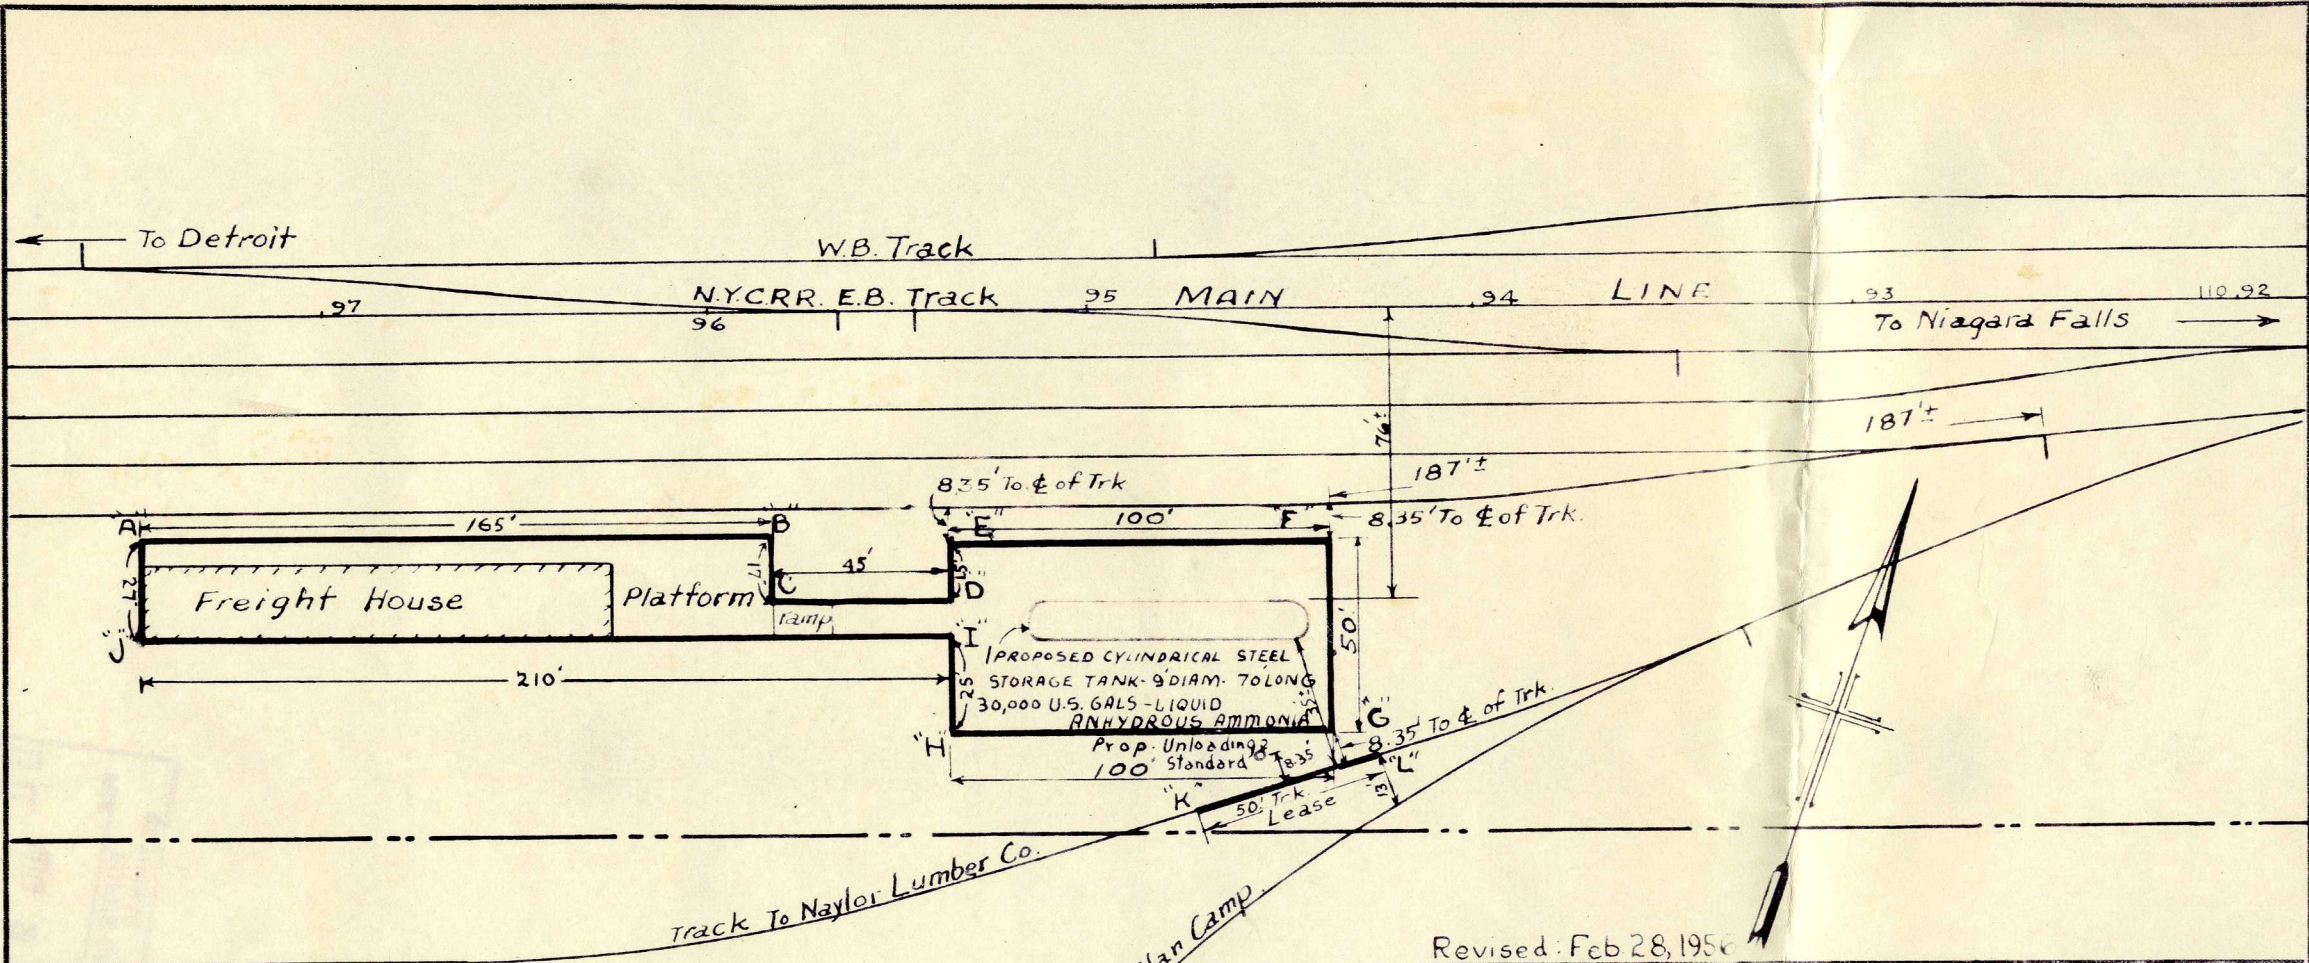 To Detroit
W.B. Track
N.Y.C.RR. E.B. Track
MAIN LINE
97
96
95
94
93
110,92
To Niagara Falls
187'±
76'±
187'±
8.35' To ℄ of Trk
8.35' To ℄ of Trk.
"A"
165'
"B"
"E"
100'
"F"
27'
17'
"C"
45'
15'
"D"
Freight House
Platform
ramp
"J"
"I"
50'
210'
25'
1 PROPOSED CYLINDRICAL STEEL
STORAGE TANK - 9' DIAM. - 70' LONG
30,000 U.S. GALS - LIQUID
ANHYDROUS AMMONIA
35'±
"G"
8.35' To ℄ of Trk.
"H"
Prop. Unloading
Standard
8.35'
100'
"L"
"K"
50' Trk.
Lease
13'
Track To Naylor Lumber Co.
Camp
Revised: Feb. 28, 1956